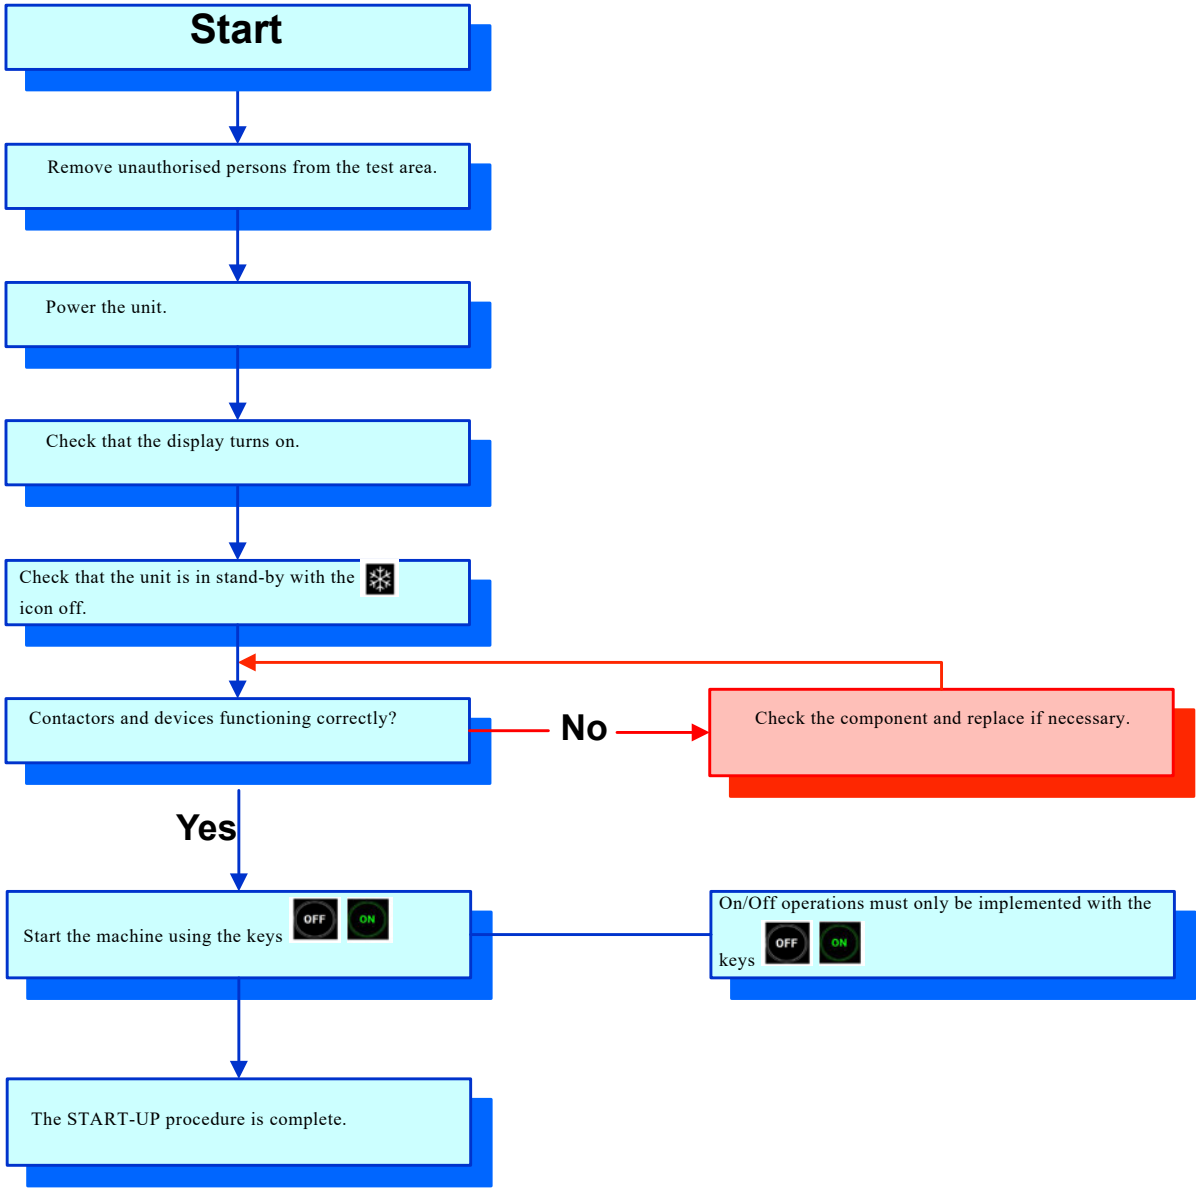 Start
Remove unauthorised persons from the test area.
Power the unit.
Check that the display turns on.
Check that the unit is in stand-by with the
icon off.
Contactors and devices functioning correctly?
No
Check the component and replace if necessary.
Yes
Start the machine using the keys OFF ON
On/Off operations must only be implemented with the
keys OFF ON
The START-UP procedure is complete.